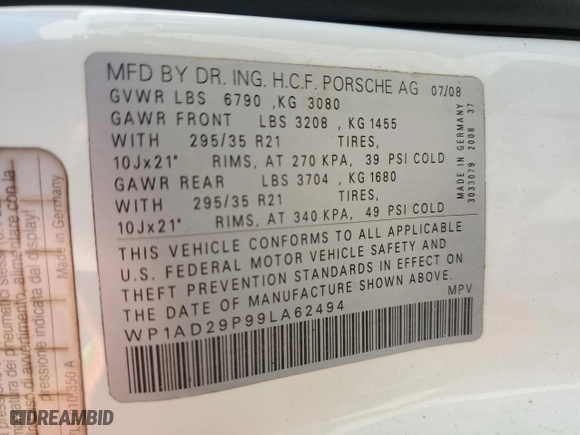 MFD BY DR. ING. H.C.F. PORSCHE AG 07/08
GVWR LBS 6790 ,KG 3080
GAWR FRONT LBS 3208 , KG 1455
WITH 295/35 R21 TIRES,
10Jx21" RIMS, AT 270 KPA, 39 PSI COLD
GAWR REAR LBS 3704 , KG 1680
WITH 295/35 R21 TIRES,
10Jx21" RIMS, AT 340 KPA, 49 PSI COLD
THIS VEHICLE CONFORMS TO ALL APPLICABLE
U.S. FEDERAL MOTOR VEHICLE SAFETY AND
THEFT PREVENTION STANDARDS IN EFFECT ON
THE DATE OF MANUFACTURE SHOWN ABOVE.
WP1AD29P99LA62494 MPV
MADE IN GERMANY
3033079 2008 37
Made in Germany
pressione indicata dal display!
DREAMBID